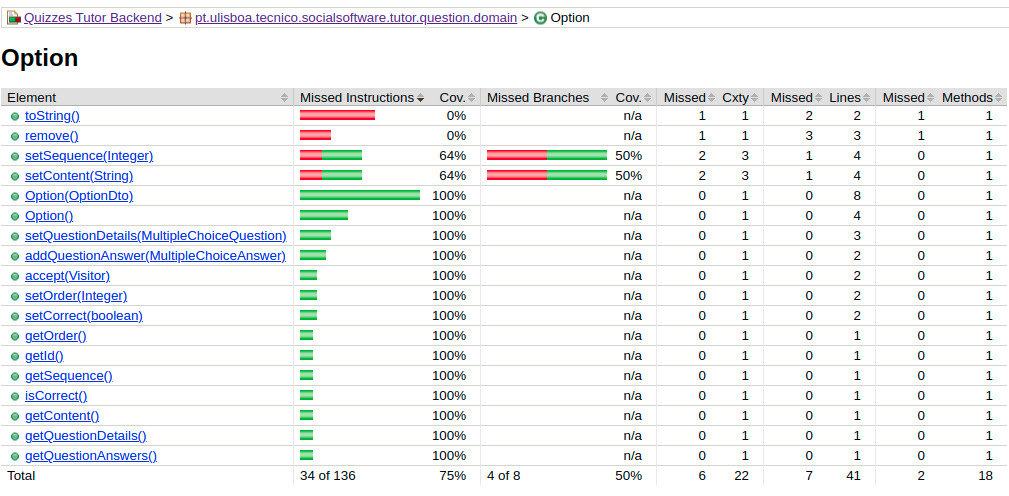 Quizzes Tutor Backend > pt.ulisboa.tecnico.socialsoftware.tutor.question.domain > Option
Option
Element Missed Instructions Cov. Missed Branches Cov. Missed Cxty Missed Lines Missed Methods
toString() 0% n/a 1 1 2 2 1 1
remove() 0% n/a 1 1 3 3 1 1
setSequence(Integer) 64% 50% 2 3 1 4 0 1
setContent(String) 64% 50% 2 3 1 4 0 1
Option(OptionDto) 100% n/a 0 1 0 8 0 1
Option() 100% n/a 0 1 0 4 0 1
setQuestionDetails(MultipleChoiceQuestion) 100% n/a 0 1 0 3 0 1
addQuestionAnswer(MultipleChoiceAnswer) 100% n/a 0 1 0 2 0 1
accept(Visitor) 100% n/a 0 1 0 2 0 1
setOrder(Integer) 100% n/a 0 1 0 2 0 1
setCorrect(boolean) 100% n/a 0 1 0 2 0 1
getOrder() 100% n/a 0 1 0 1 0 1
getId() 100% n/a 0 1 0 1 0 1
getSequence() 100% n/a 0 1 0 1 0 1
isCorrect() 100% n/a 0 1 0 1 0 1
getContent() 100% n/a 0 1 0 1 0 1
getQuestionDetails() 100% n/a 0 1 0 1 0 1
getQuestionAnswers() 100% n/a 0 1 0 1 0 1
Total 34 of 136 75% 4 of 8 50% 6 22 7 41 2 18